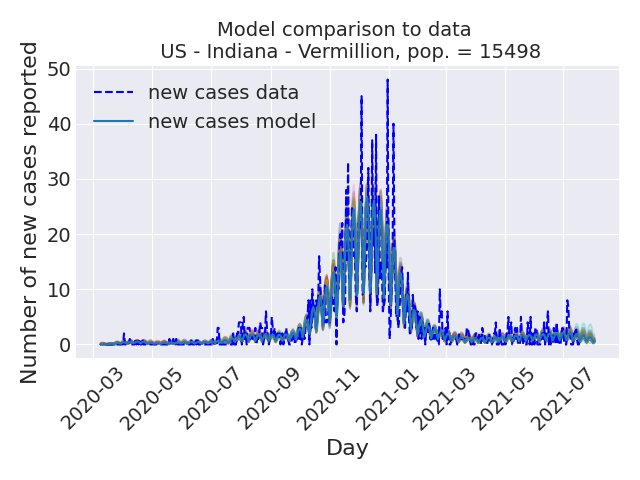 Model comparison to data
US - Indiana - Vermillion, pop. = 15498
Number of new cases reported
50
40
30
20
10
0
new cases data
new cases model
2020-03
2020-05
2020-07
2020-09
2020-11
2021-01
2021-03
2021-05
2021-07
Day